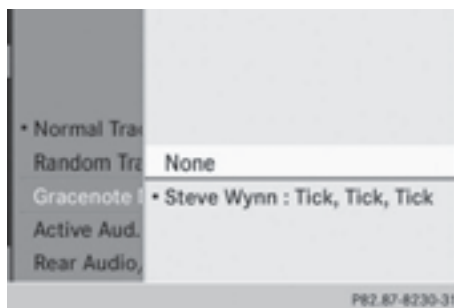 • Normal Tra
Random Tra
None
Gracenote
• Steve Wynn : Tick, Tick, Tick
Active Aud.
Rear Audio,
P82.87-8230-31